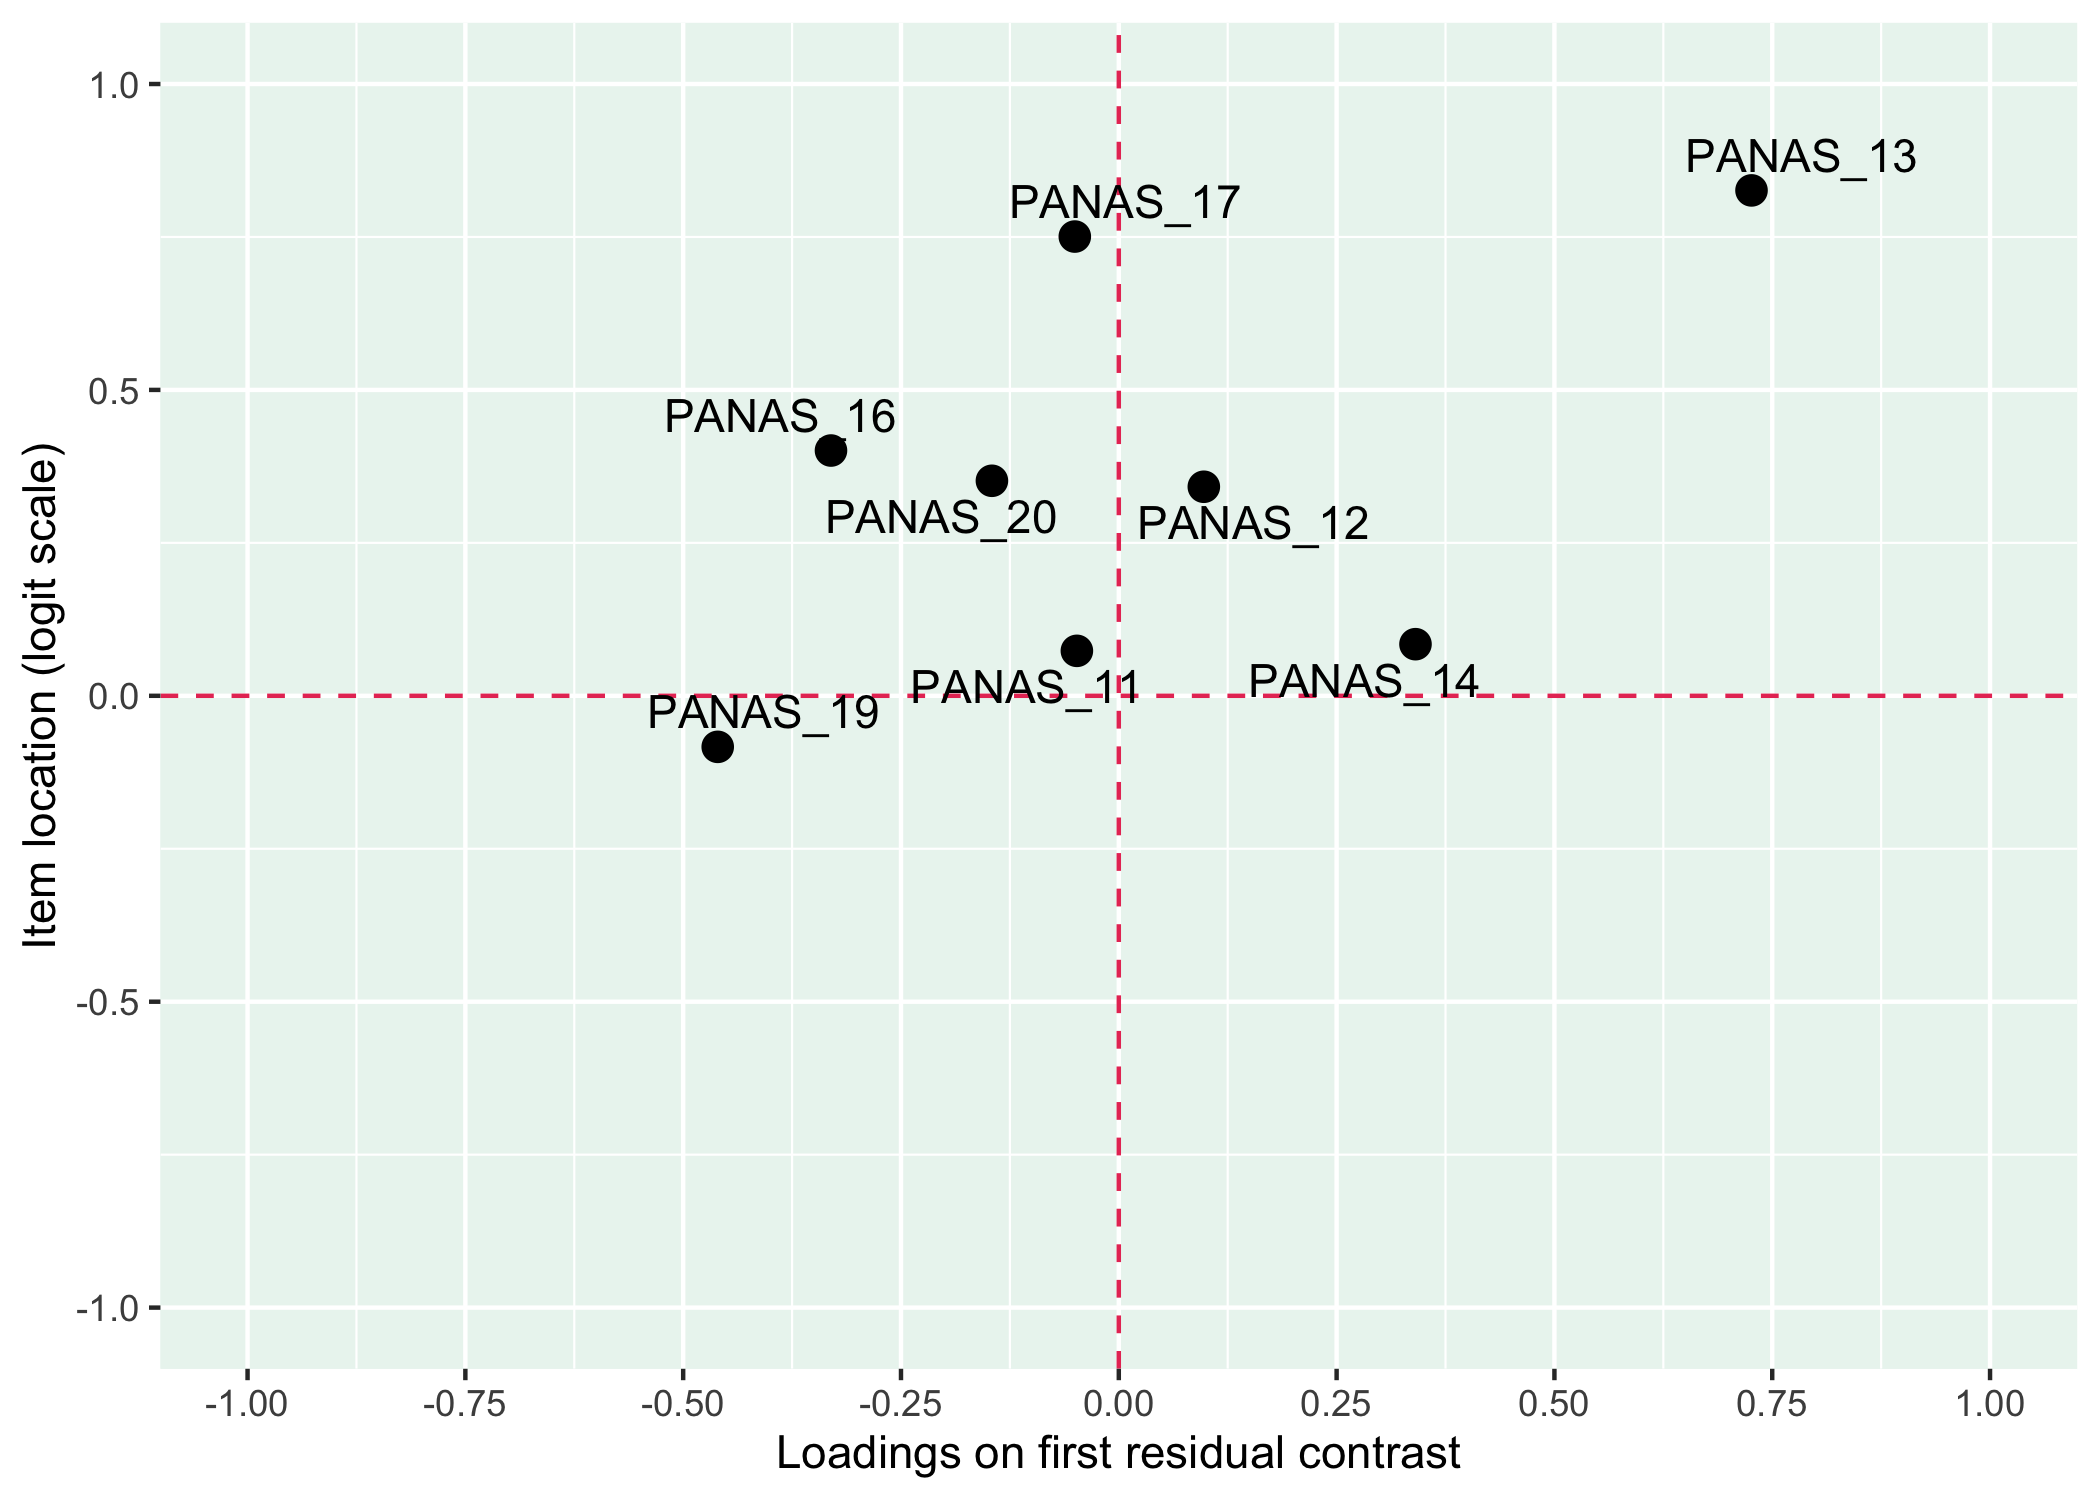 1.0
0.5
0.0
-0.5
-1.0
Item location (logit scale)
PANAS_13
PANAS_17
PANAS_16
PANAS_20
PANAS_12
PANAS_11
PANAS_14
PANAS_19
-1.00 -0.75 -0.50 -0.25 0.00 0.25 0.50 0.75 1.00
Loadings on first residual contrast